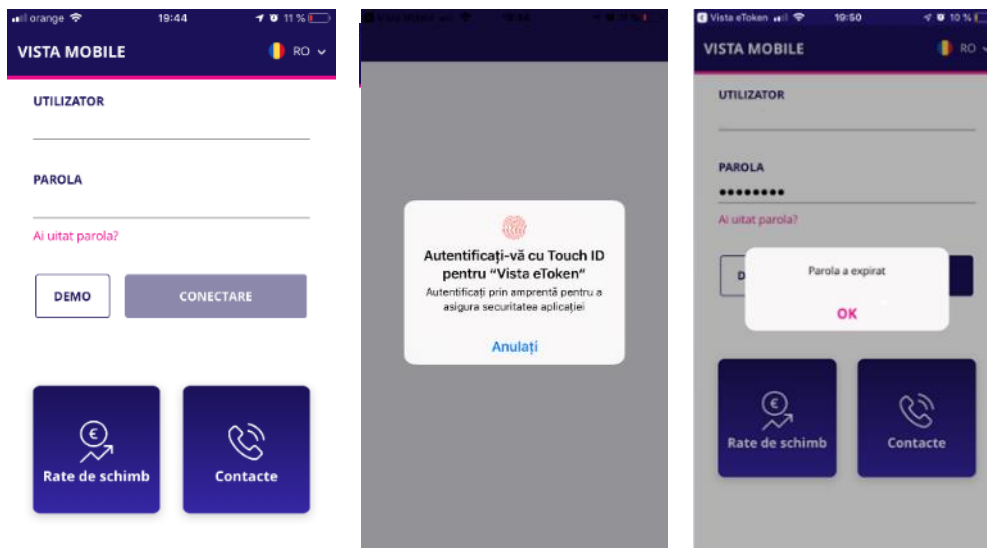 orange 19:44 11 %
VISTA MOBILE RO
UTILIZATOR
PAROLA
Ai uitat parola?
DEMO CONECTARE
Rate de schimb Contacte
Autentificați-vă cu Touch ID
pentru “Vista eToken”
Autentificați prin amprentă pentru a
asigura securitatea aplicației
Anulați
Vista eToken 19:50 10 %
VISTA MOBILE RO
UTILIZATOR
PAROLA
Ai uitat parola?
D
Parola a expirat
OK
Rate de schimb Contacte